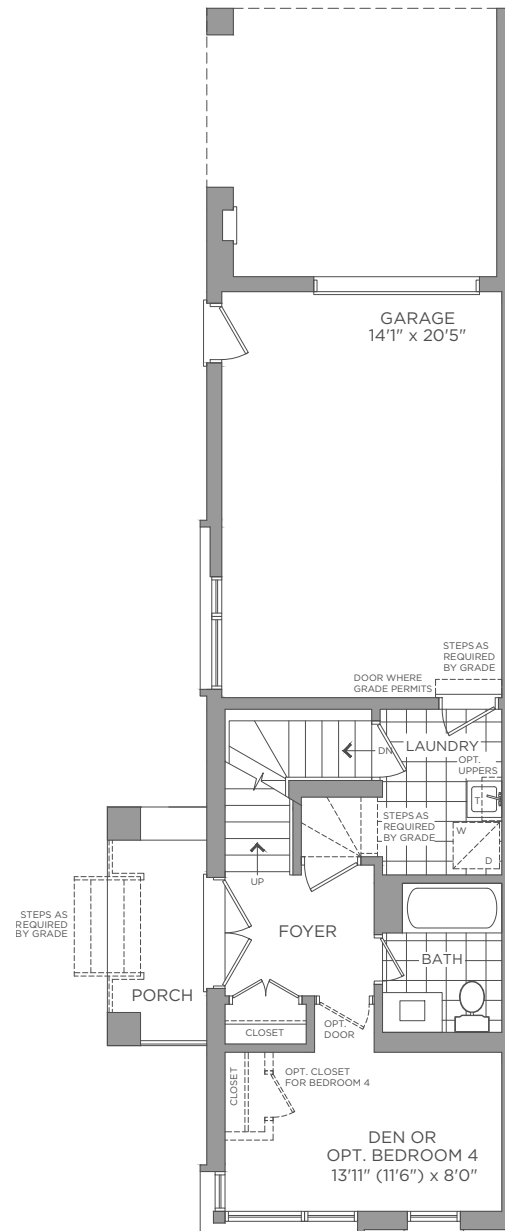 GARAGE
14'1" x 20'5"
STEPS AS
REQUIRED
BY GRADE
DOOR WHERE
GRADE PERMITS
DN
LAUNDRY
OPT.
UPPERS
T
STEPS AS
REQUIRED
BY GRADE
W
D
UP
STEPS AS
REQUIRED
BY GRADE
FOYER
BATH
PORCH
CLOSET
OPT.
DOOR
CLOSET
OPT. CLOSET
FOR BEDROOM 4
DEN OR
OPT. BEDROOM 4
13'11" (11'6") x 8'0"